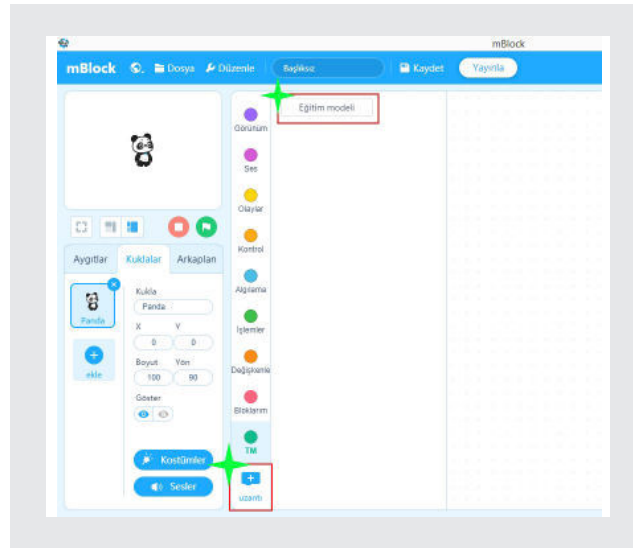 mBlock
mBlock
Dosya
Düzenle
Başlıksız
Kaydet
Yayınla
Eğitim modeli
Görünüm
Ses
Olaylar
Kontrol
Algılama
İşlemler
Değişkenle
Bloklarım
TM
uzantı
Aygıtlar
Kuklalar
Arkaplan
Panda
ekle
Kukla
Panda
X Y
0 0
Boyut Yön
100 90
Göster
Kostümler
Sesler